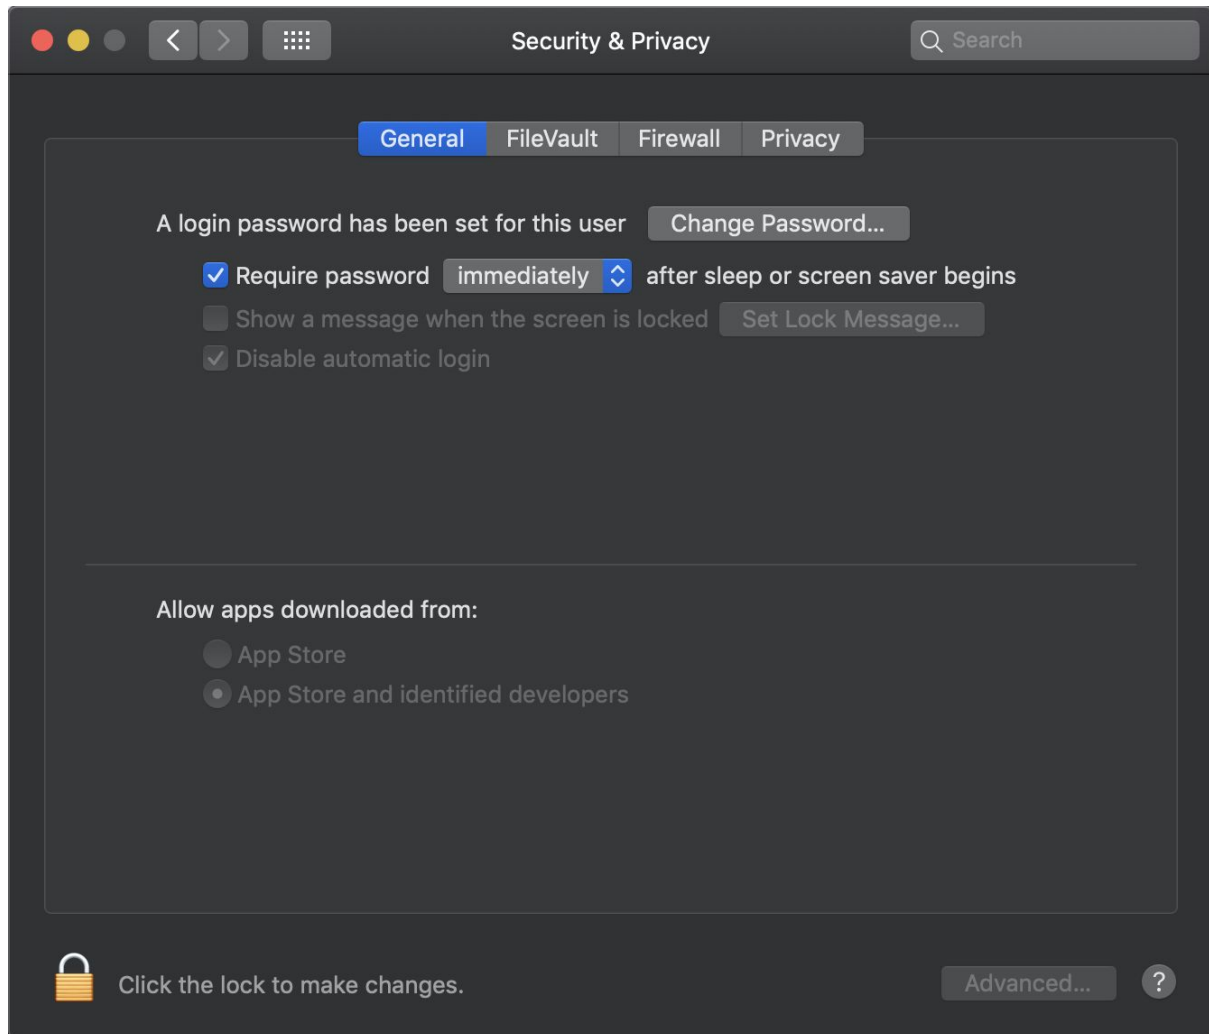 Security & Privacy
Search
General FileVault Firewall Privacy
A login password has been set for this user Change Password...
Require password immediately after sleep or screen saver begins
Show a message when the screen is locked Set Lock Message...
Disable automatic login
Allow apps downloaded from:
App Store
App Store and identified developers
Click the lock to make changes.
Advanced...
?